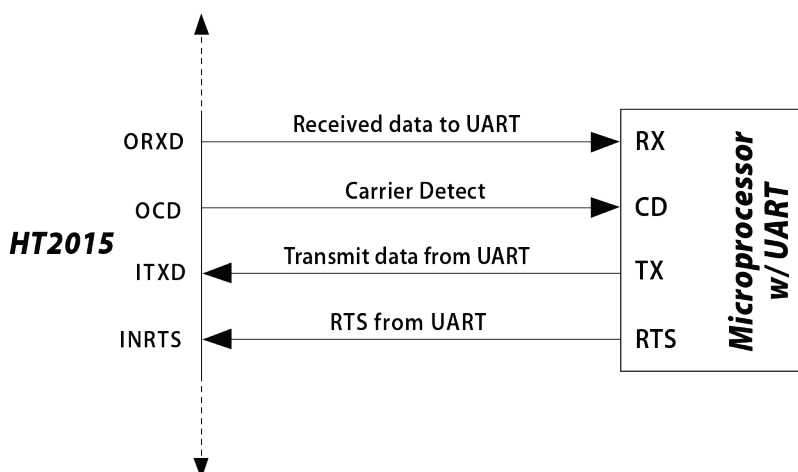 ORXD
Received data to UART
RX
OCD
Carrier Detect
CD
HT2015
ITXD
Transmit data from UART
TX
INRTS
RTS from UART
RTS
Microprocessor
w/ UART